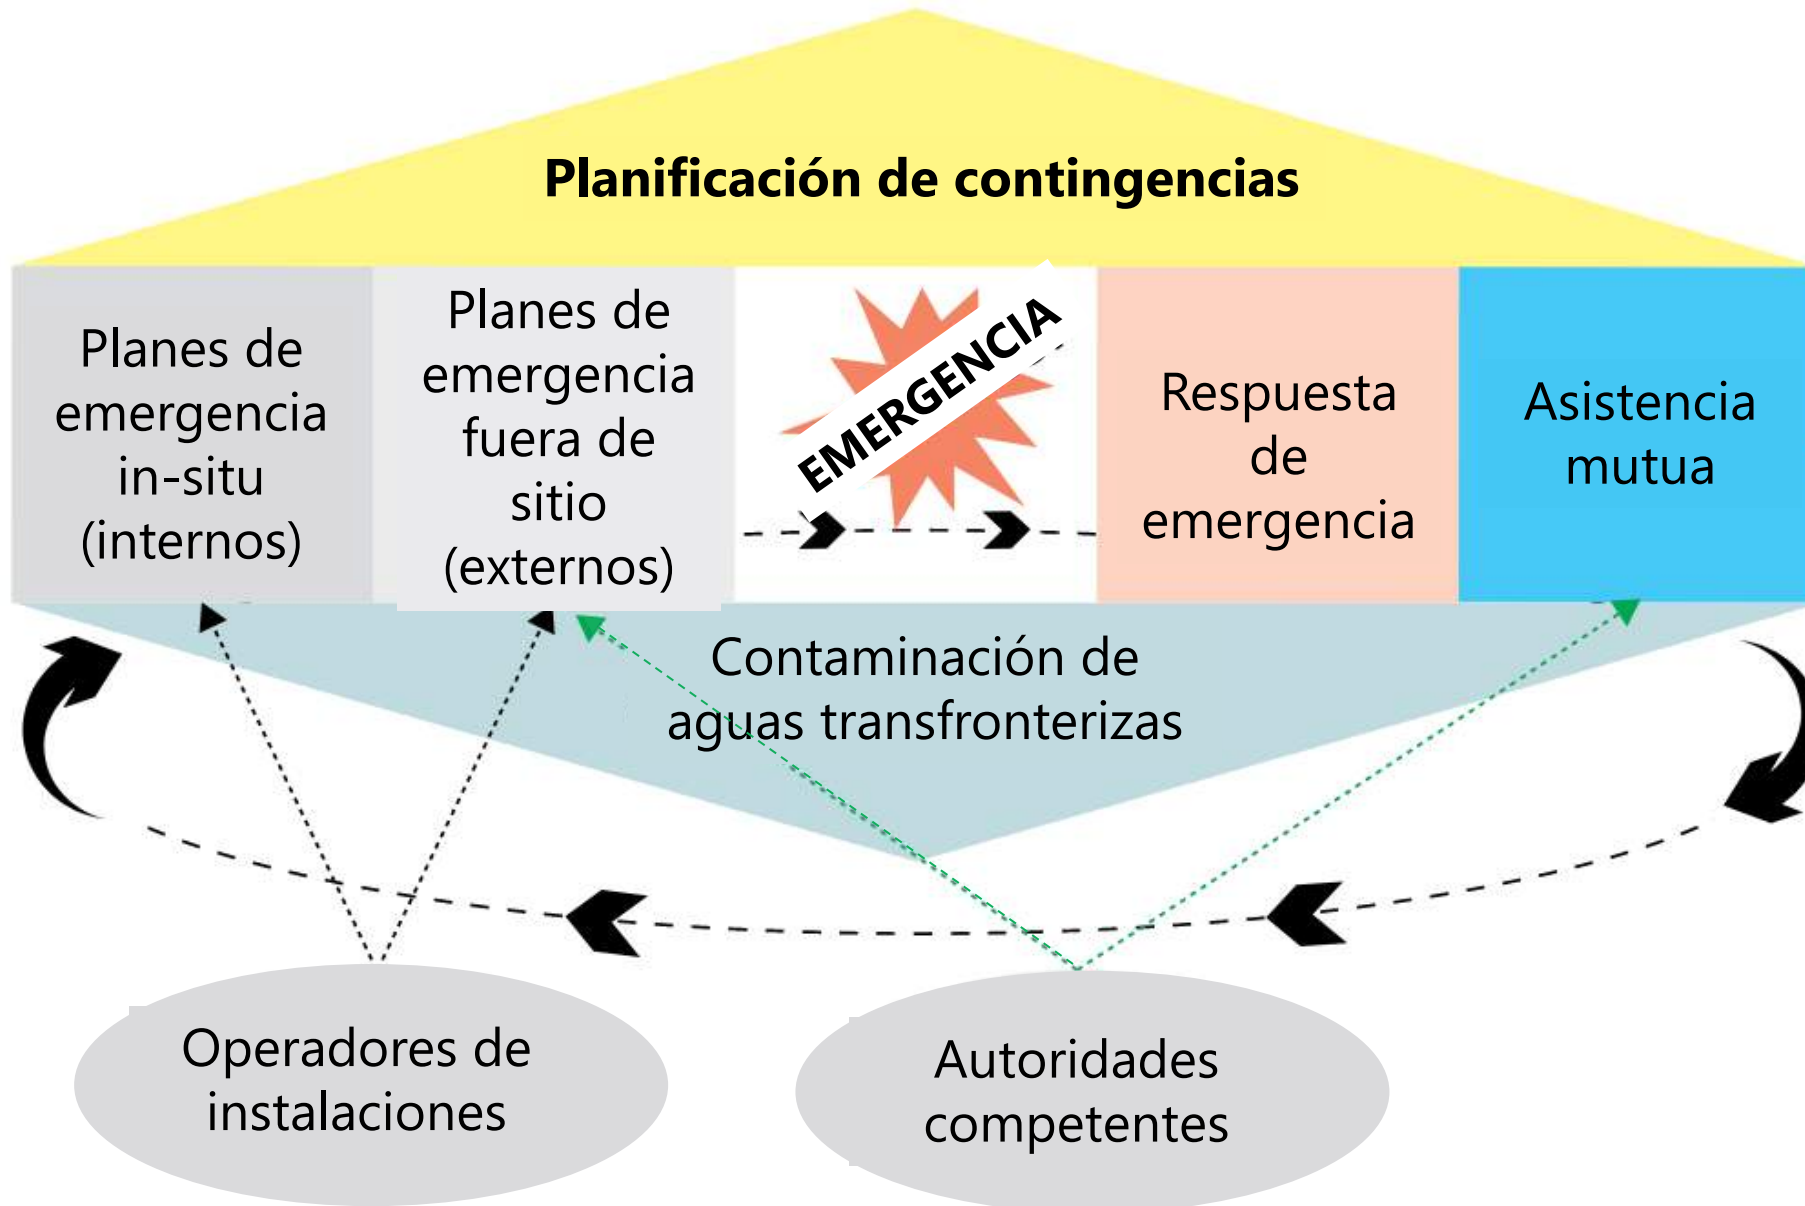 Planificación de contingencias
Planes de
emergencia
in-situ
(internos)
Planes de
emergencia
fuera de
sitio
(externos)
EMERGENCIA
Respuesta
de
emergencia
Asistencia
mutua
Contaminación de
aguas transfronterizas
Operadores de
instalaciones
Autoridades
competentes